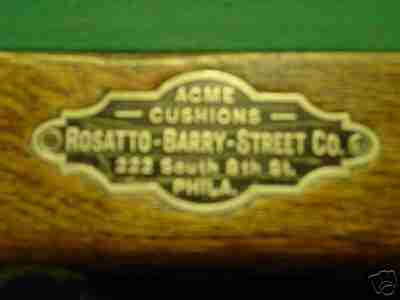 ACME
— CUSHIONS —
ROSATTO-BARRY-STREET CO.
222 South 8th St.
PHILA.